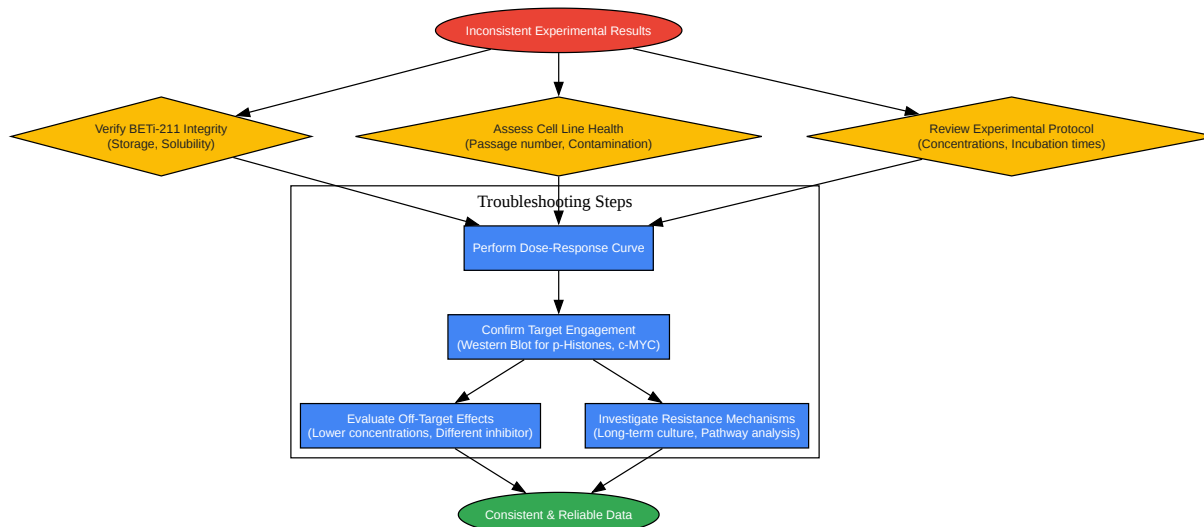 Inconsistent Experimental Results
Verify BETi-211 Integrity
(Storage, Solubility)
Assess Cell Line Health
(Passage number, Contamination)
Review Experimental Protocol
(Concentrations, Incubation times)
Troubleshooting Steps
Perform Dose-Response Curve
Confirm Target Engagement
(Western Blot for p-Histones, c-MYC)
Evaluate Off-Target Effects
(Lower concentrations, Different inhibitor)
Investigate Resistance Mechanisms
(Long-term culture, Pathway analysis)
Consistent & Reliable Data